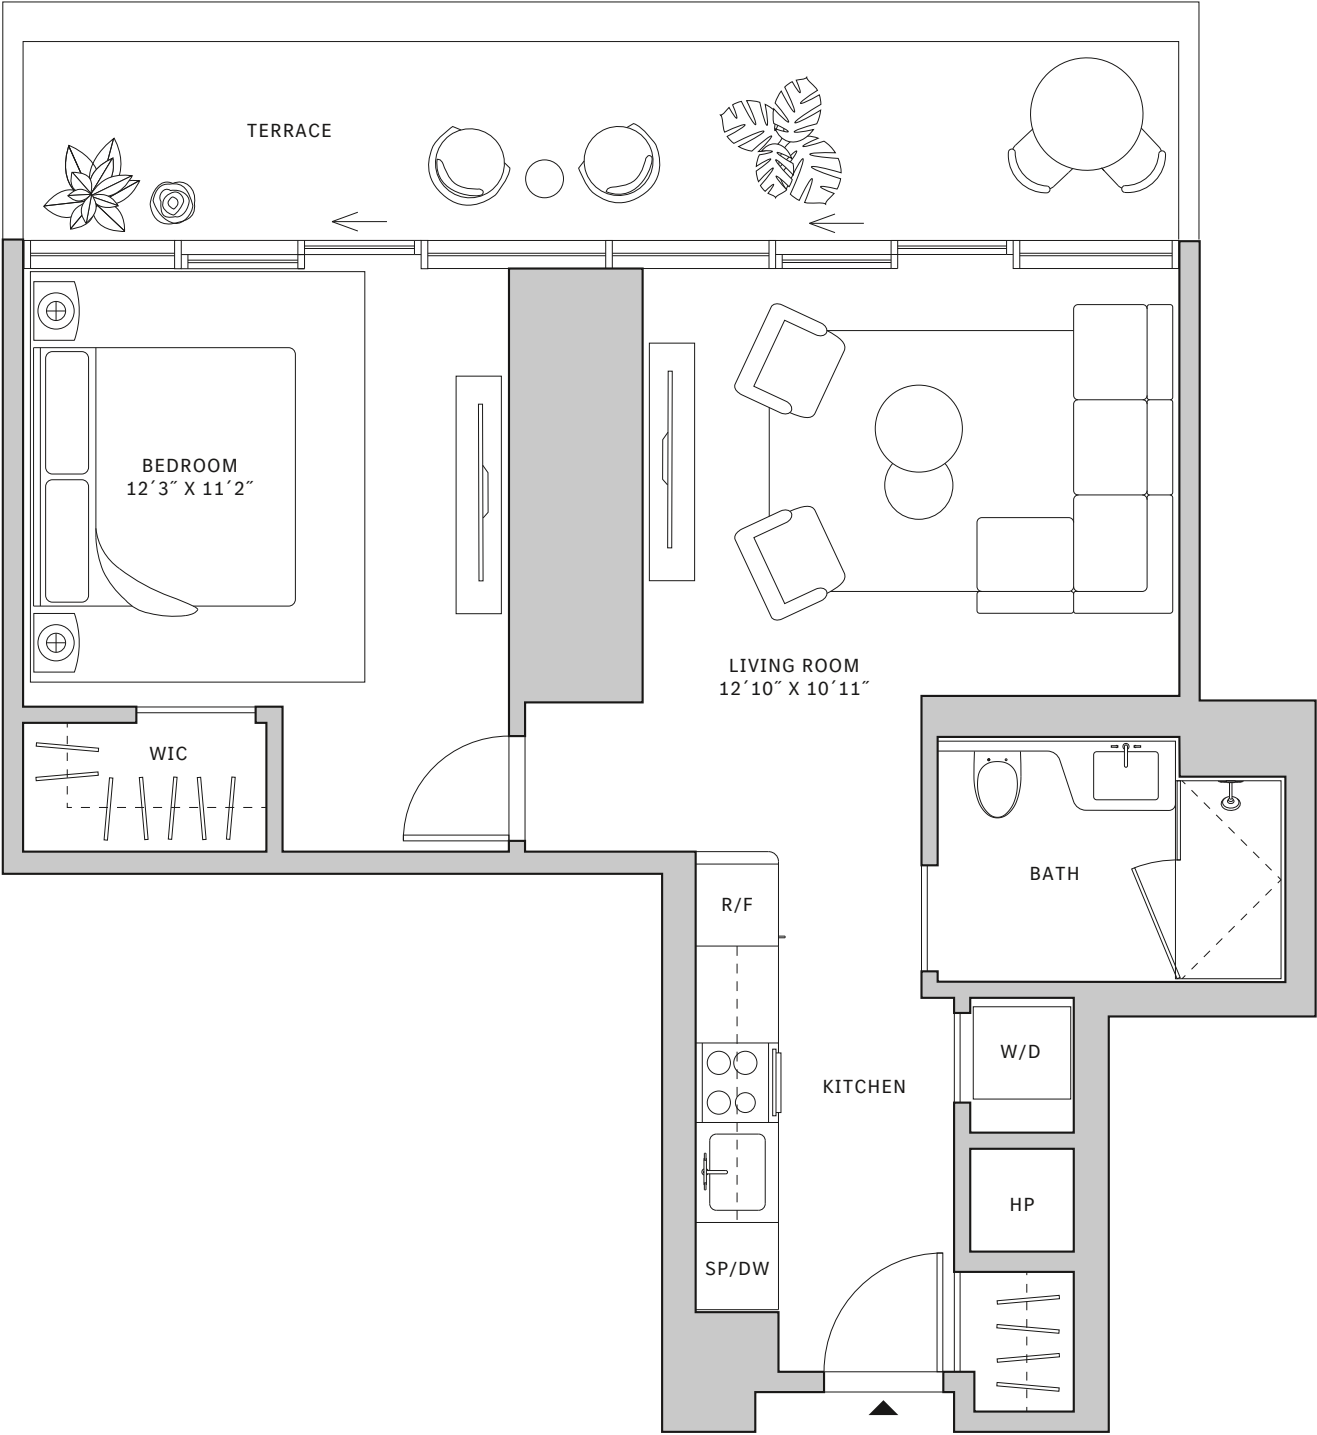 TERRACE
BEDROOM
12´3˝ X 11´2˝
LIVING ROOM
12´10˝ X 10´11˝
WIC
BATH
R/F
W/D
KITCHEN
HP
SP/DW